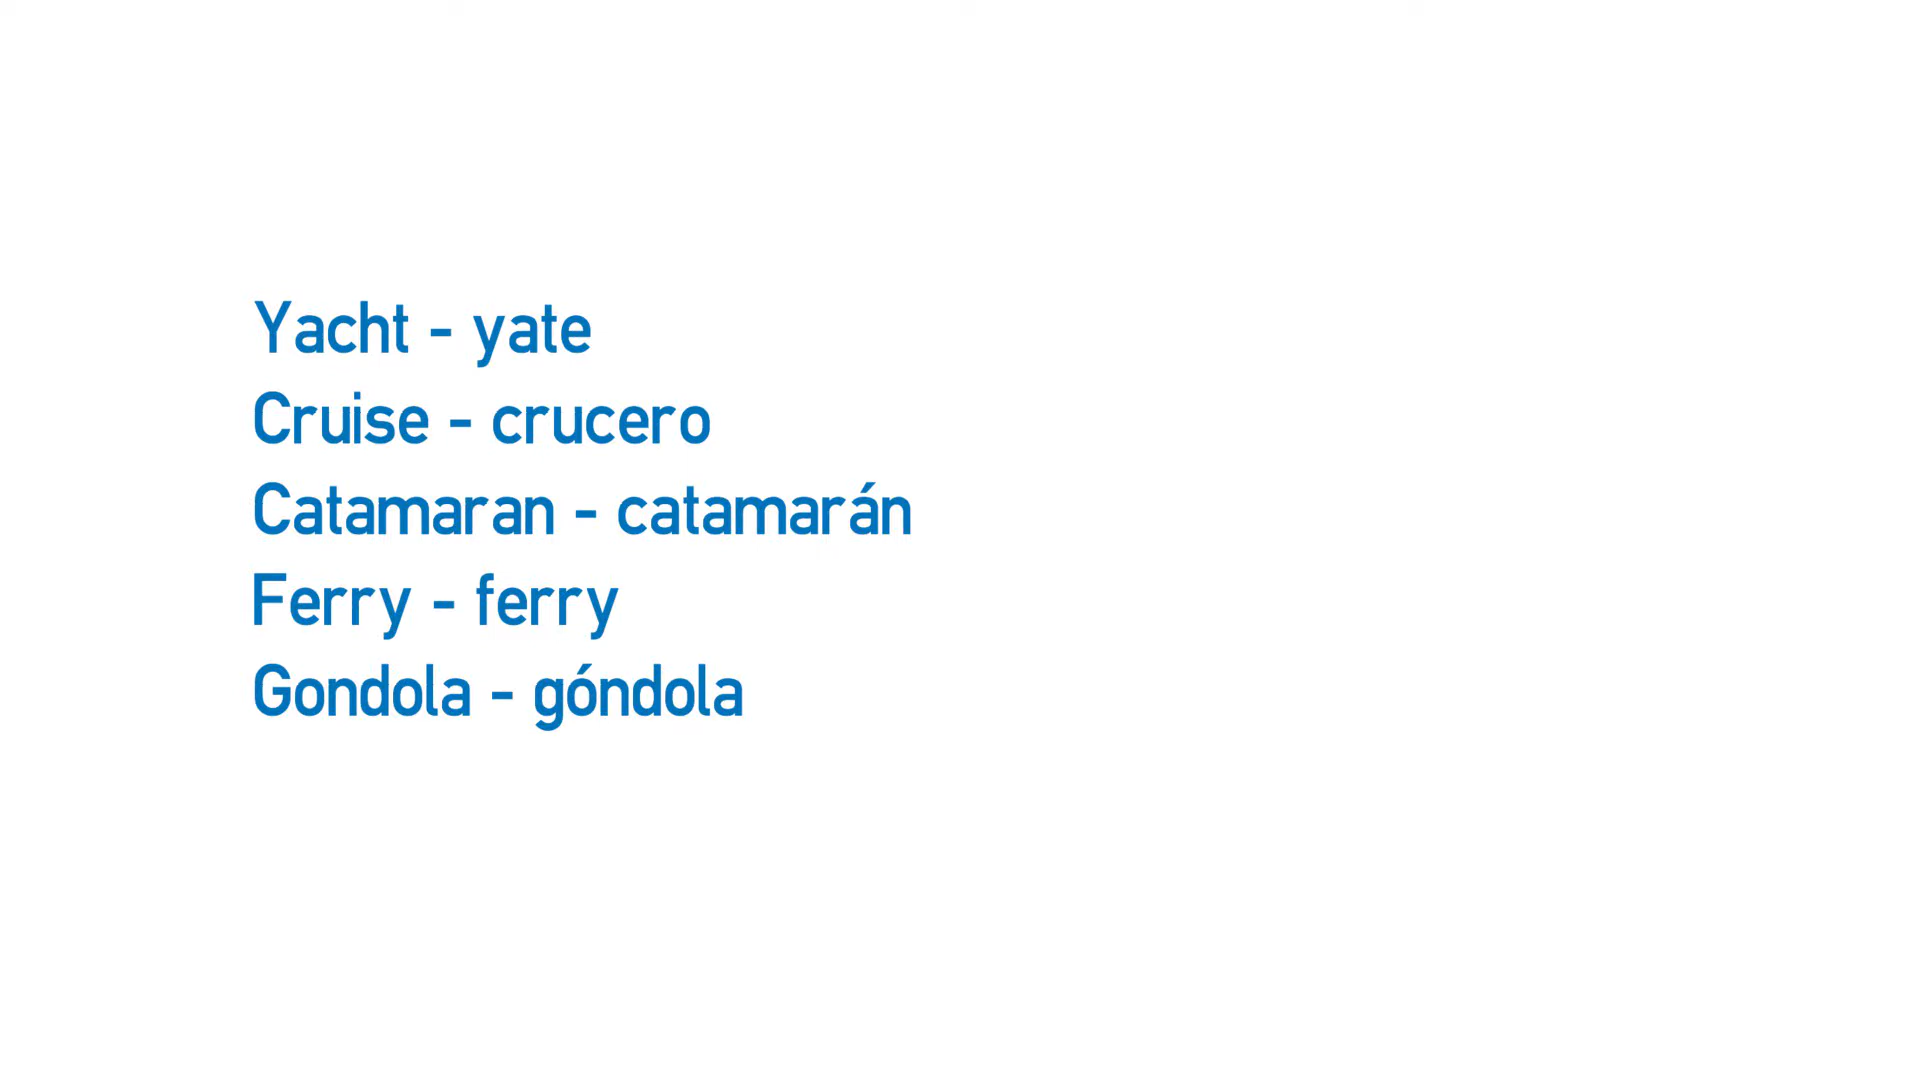 Yacht - yate
Cruise - crucero
Catamaran - catamarán
Ferry - ferry
Gondola - góndola